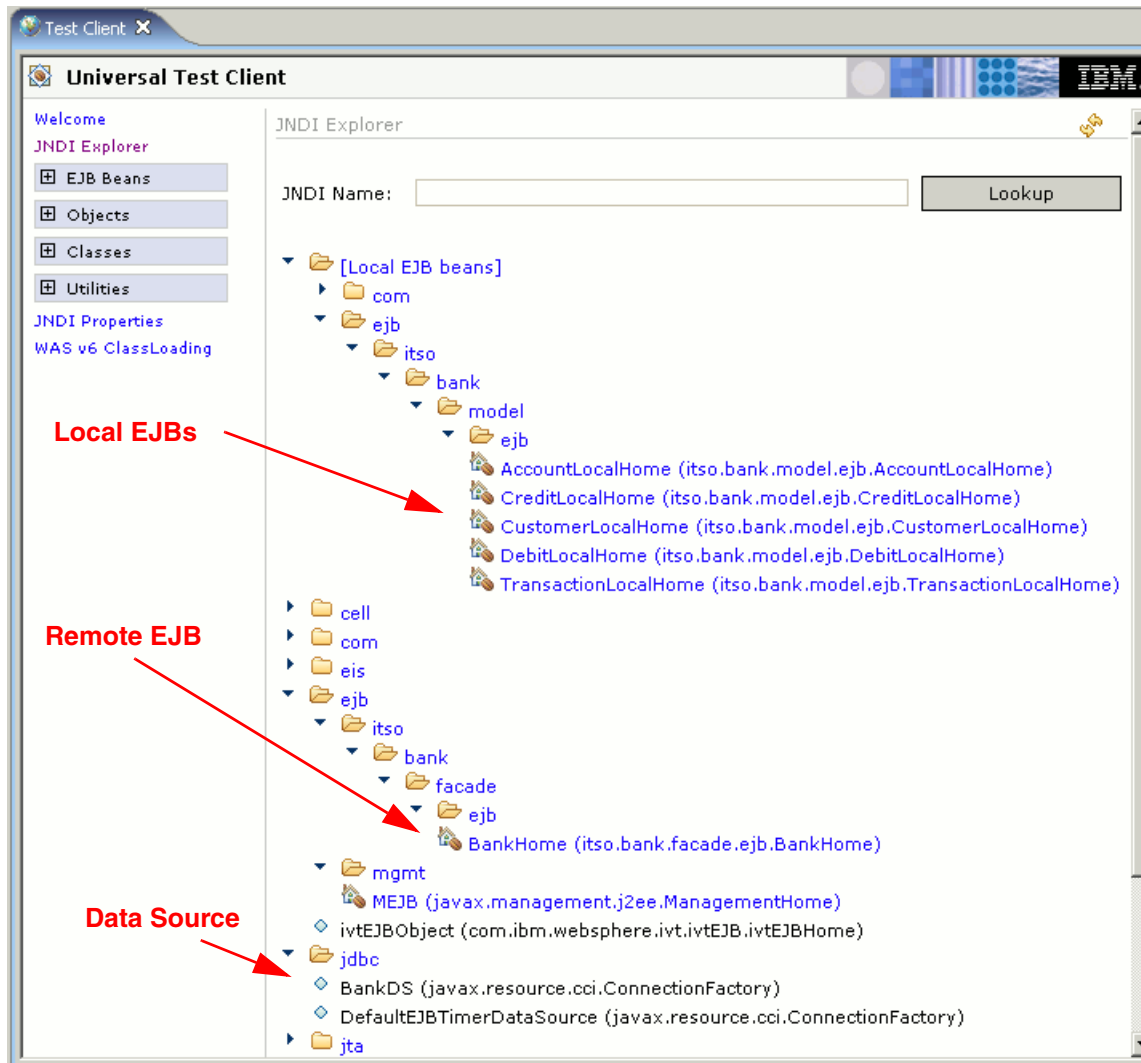 Test Client
Universal Test Client
IBM.
Welcome
JNDI Explorer
EJB Beans
Objects
Classes
Utilities
JNDI Properties
WAS v6 ClassLoading
JNDI Explorer
JNDI Name:
Lookup
[Local EJB beans]
com
ejb
itso
bank
model
Local EJBs
ejb
AccountLocalHome (itso.bank.model.ejb.AccountLocalHome)
CreditLocalHome (itso.bank.model.ejb.CreditLocalHome)
CustomerLocalHome (itso.bank.model.ejb.CustomerLocalHome)
DebitLocalHome (itso.bank.model.ejb.DebitLocalHome)
TransactionLocalHome (itso.bank.model.ejb.TransactionLocalHome)
cell
Remote EJB
com
eis
ejb
itso
bank
facade
ejb
BankHome (itso.bank.facade.ejb.BankHome)
mgmt
MEJB (javax.management.j2ee.ManagementHome)
Data Source
ivtEJBObject (com.ibm.websphere.ivt.ivtEJB.ivtEJBHome)
jdbc
BankDS (javax.resource.cci.ConnectionFactory)
DefaultEJBTimerDataSource (javax.resource.cci.ConnectionFactory)
jta